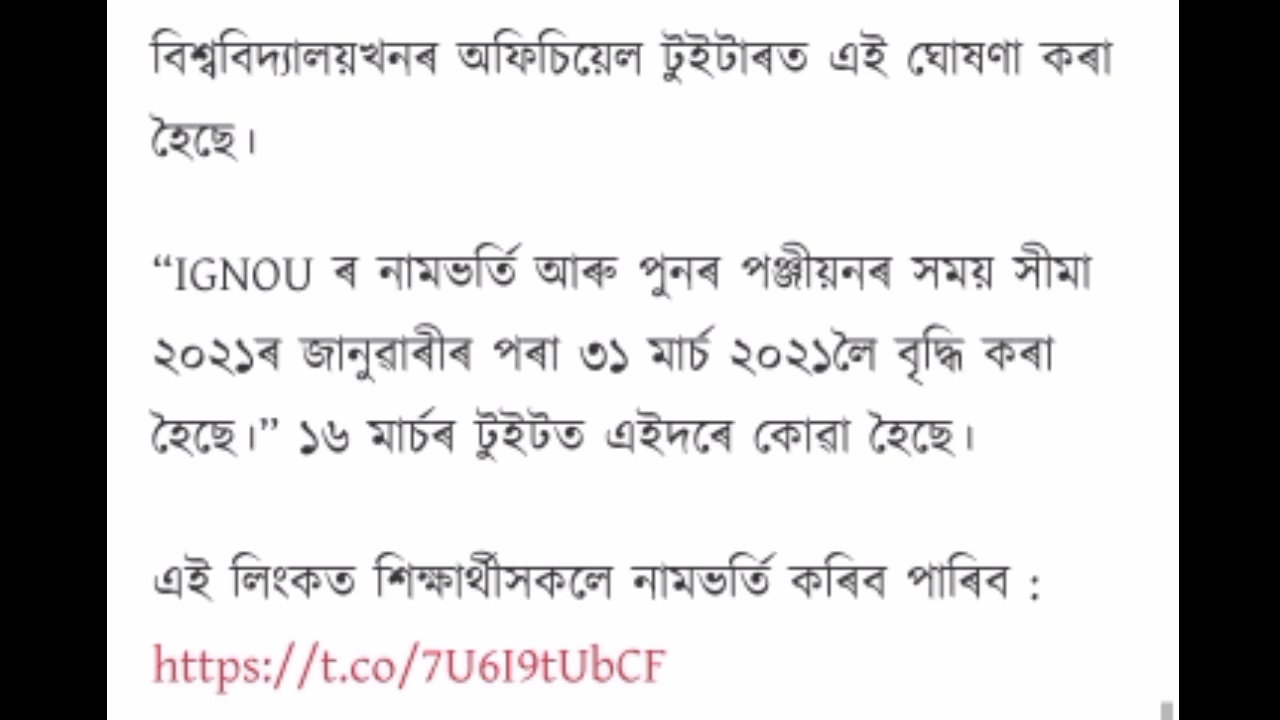 বিশ্ববিদ্যালয়খনৰ অফিচিয়েল টুইটাৰত এই ঘোষণা কৰা
হৈছে।
“IGNOU ৰ নামভৰ্তি আৰু পুনৰ পঞ্জীয়নৰ সময় সীমা
২০২১ৰ জানুৱাৰীৰ পৰা ৩১ মাৰ্চ ২০২১লৈ বৃদ্ধি কৰা
হৈছে।” ১৬ মাৰ্চৰ টুইটত এইদৰে কোৱা হৈছে।
এই লিংকত শিক্ষাৰ্থীসকলে নামভৰ্তি কৰিব পাৰিব :
https://t.co/7U6I9tUbCF